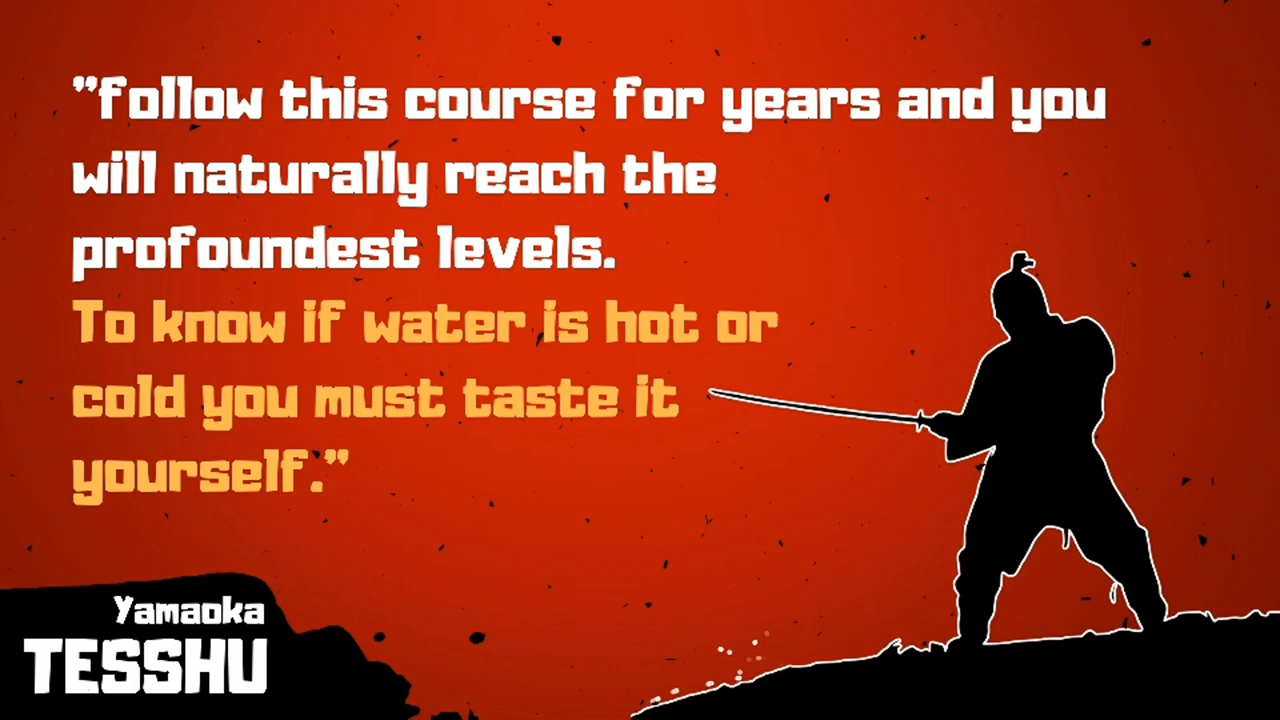 "follow this course for years and you
will naturally reach the
profoundest levels.
To know if water is hot or
cold you must taste it
yourself."
Yamaoka
TESSHU